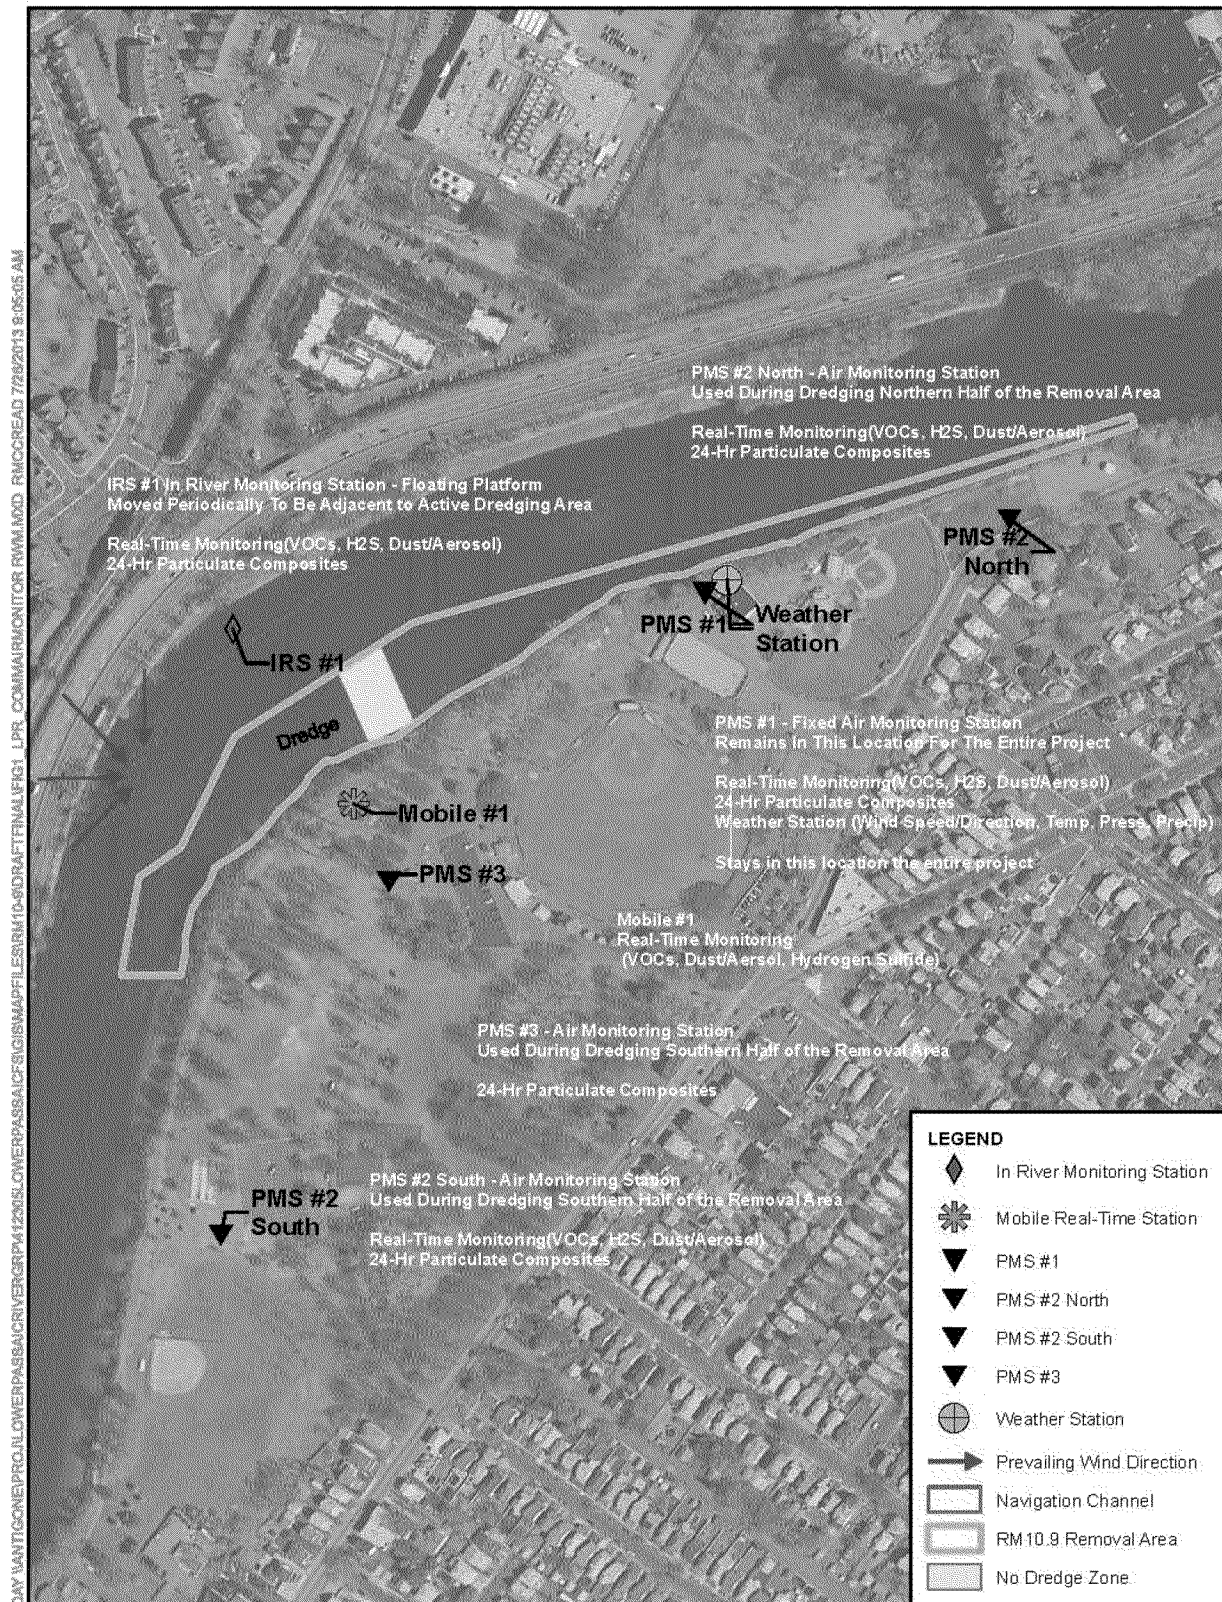 PMS #2 North - Air Monitoring Station
Used During Dredging Northern Half of the Removal Area
Real-Time Monitoring(VOCs, H2S, Dust/Aerosol)
24-Hr Particulate Composites
IRS #1 In River Monitoring Station - Floating Platform
Moved Periodically To Be Adjacent to Active Dredging Area
Real-Time Monitoring(VOCs, H2S, Dust/Aerosol)
24-Hr Particulate Composites
PMS #2
North
PMS #1
Weather
Station
IRS #1
Dredge
PMS #1 - Fixed Air Monitoring Station
Remains In This Location For The Entire Project
Real-Time Monitoring(VOCs, H2S, Dust/Aerosol)
24-Hr Particulate Composites
Weather Station (Wind Speed/Direction, Temp, Press, Precip)
Stays in this location the entire project
Mobile #1
PMS #3
Mobile #1
Real-Time Monitoring
(VOCs, Dust/Aersol, Hydrogen Sulfide)
PMS #3 - Air Monitoring Station
Used During Dredging Southern Half of the Removal Area
24-Hr Particulate Composites
PMS #2
South
PMS #2 South - Air Monitoring Station
Used During Dredging Southern Half of the Removal Area
Real-Time Monitoring(VOCs, H2S, Dust/Aerosol)
24-Hr Particulate Composites
LEGEND
In River Monitoring Station
Mobile Real-Time Station
PMS #1
PMS #2 North
PMS #2 South
PMS #3
Weather Station
Prevailing Wind Direction
Navigation Channel
RM10.9 Removal Area
No Dredge Zone
RMCCREAD 7/26/2013 9:05:05 AM